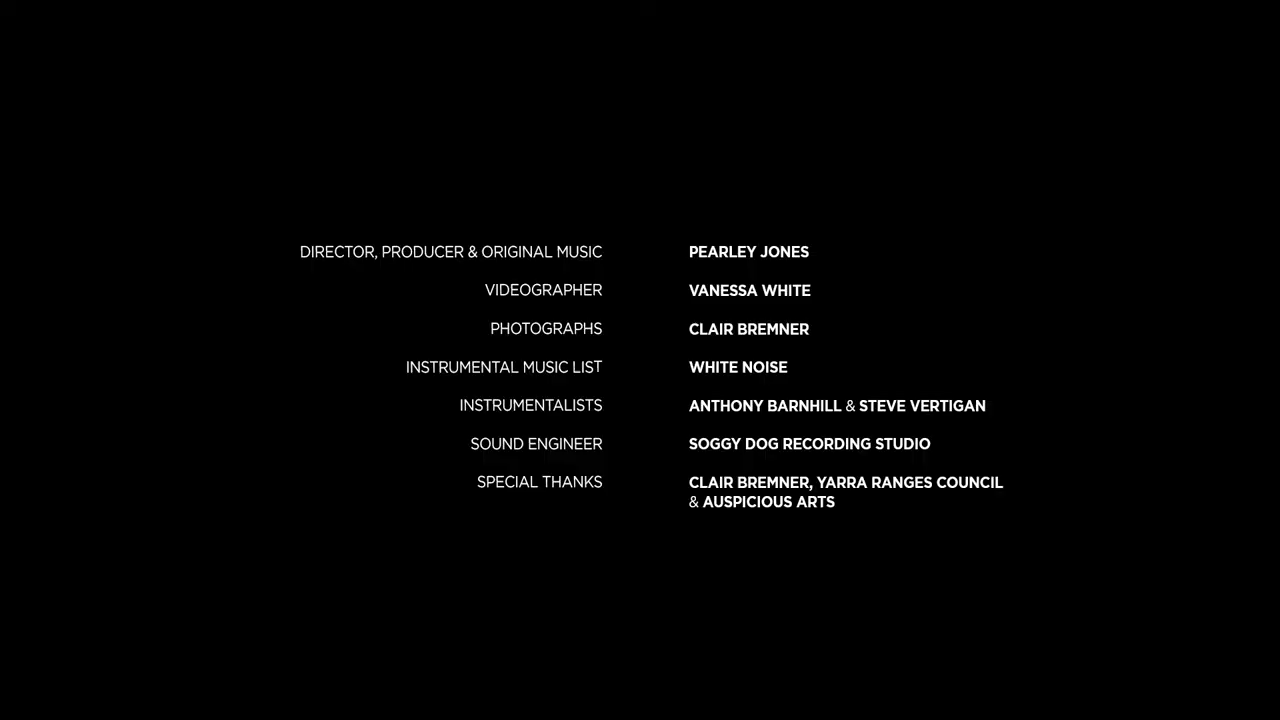 DIRECTOR, PRODUCER & ORIGINAL MUSIC PEARLEY JONES
VIDEOGRAPHER VANESSA WHITE
PHOTOGRAPHS CLAIR BREMNER
INSTRUMENTAL MUSIC LIST WHITE NOISE
INSTRUMENTALISTS ANTHONY BARNHILL & STEVE VERTIGAN
SOUND ENGINEER SOGGY DOG RECORDING STUDIO
SPECIAL THANKS CLAIR BREMNER, YARRA RANGES COUNCIL
& AUSPICIOUS ARTS